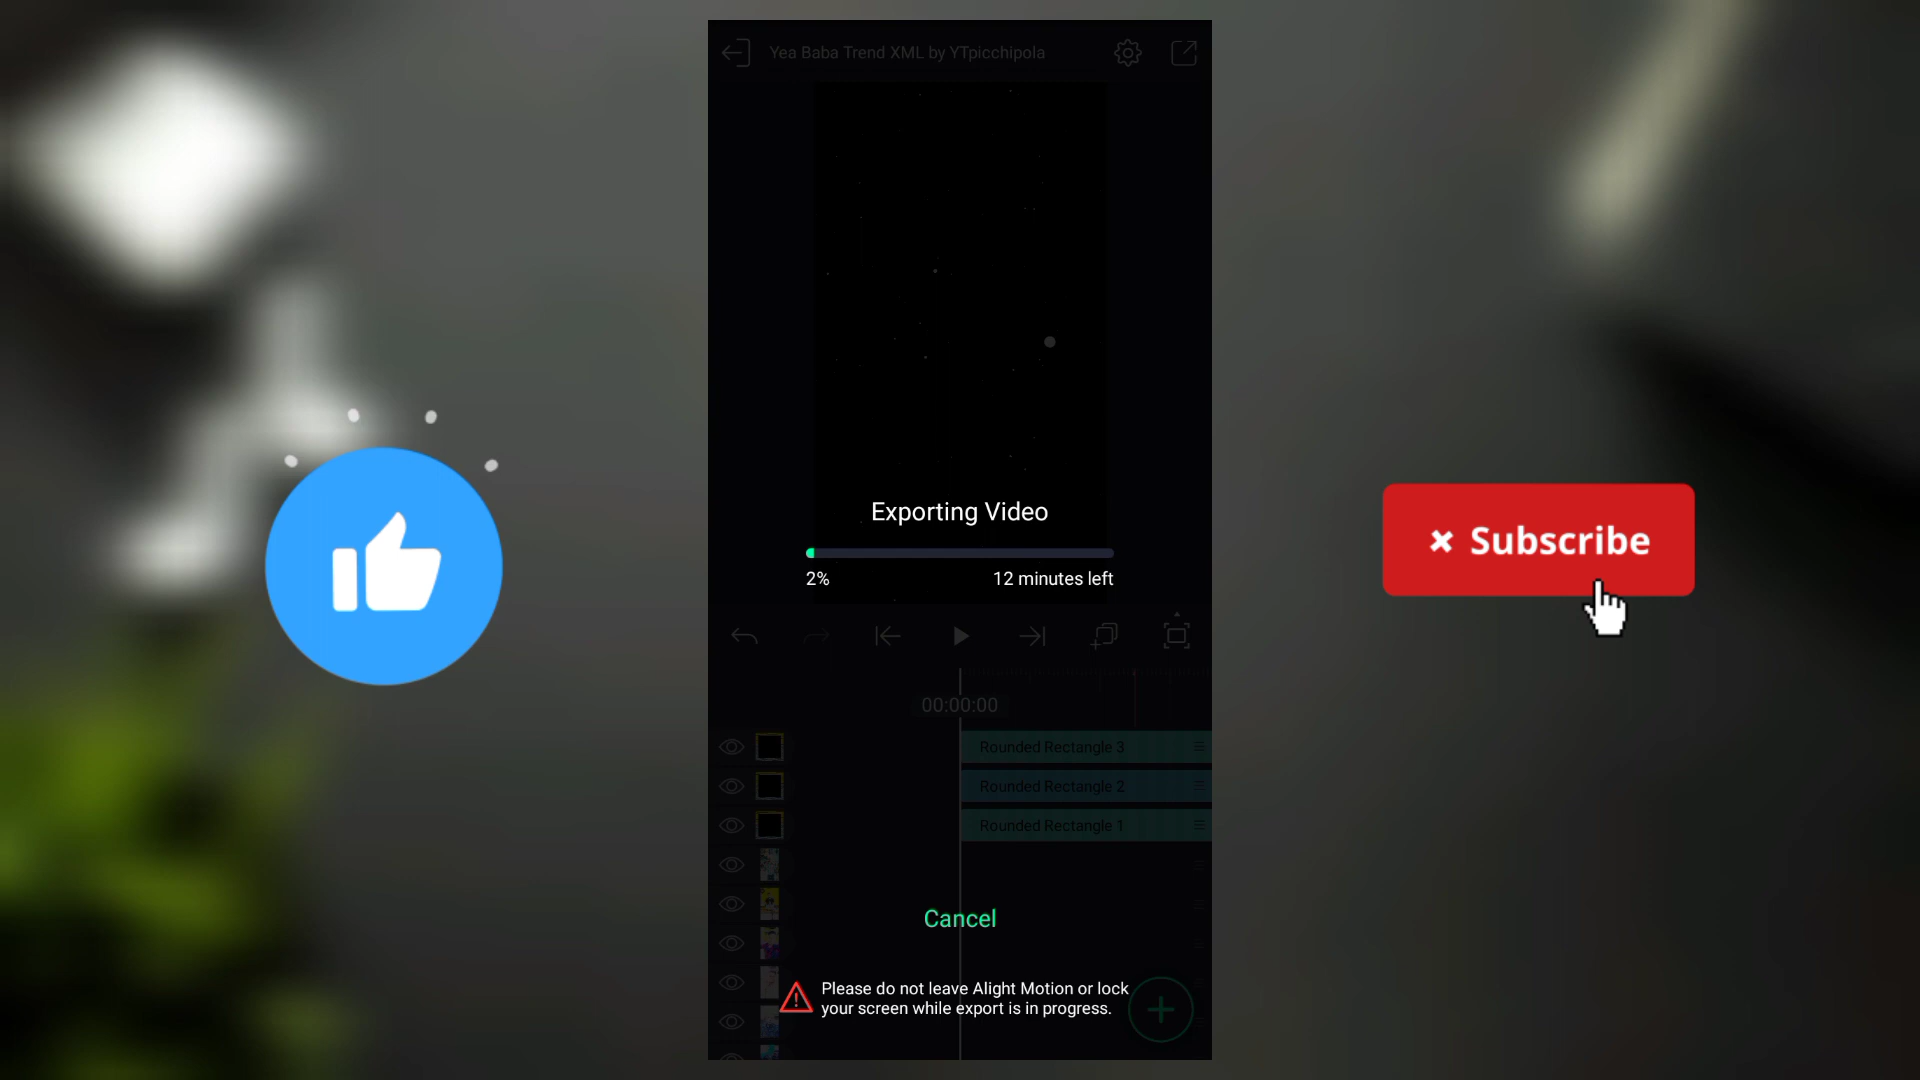 Yea Baba Trend XML by YTpicchipola
Exporting Video
2%
12 minutes left
Subscribe
00:00:00
Rounded Rectangle 3
Rounded Rectangle 2
Rounded Rectangle 1
Cancel
Please do not leave Alight Motion or lock
your screen while export is in progress.